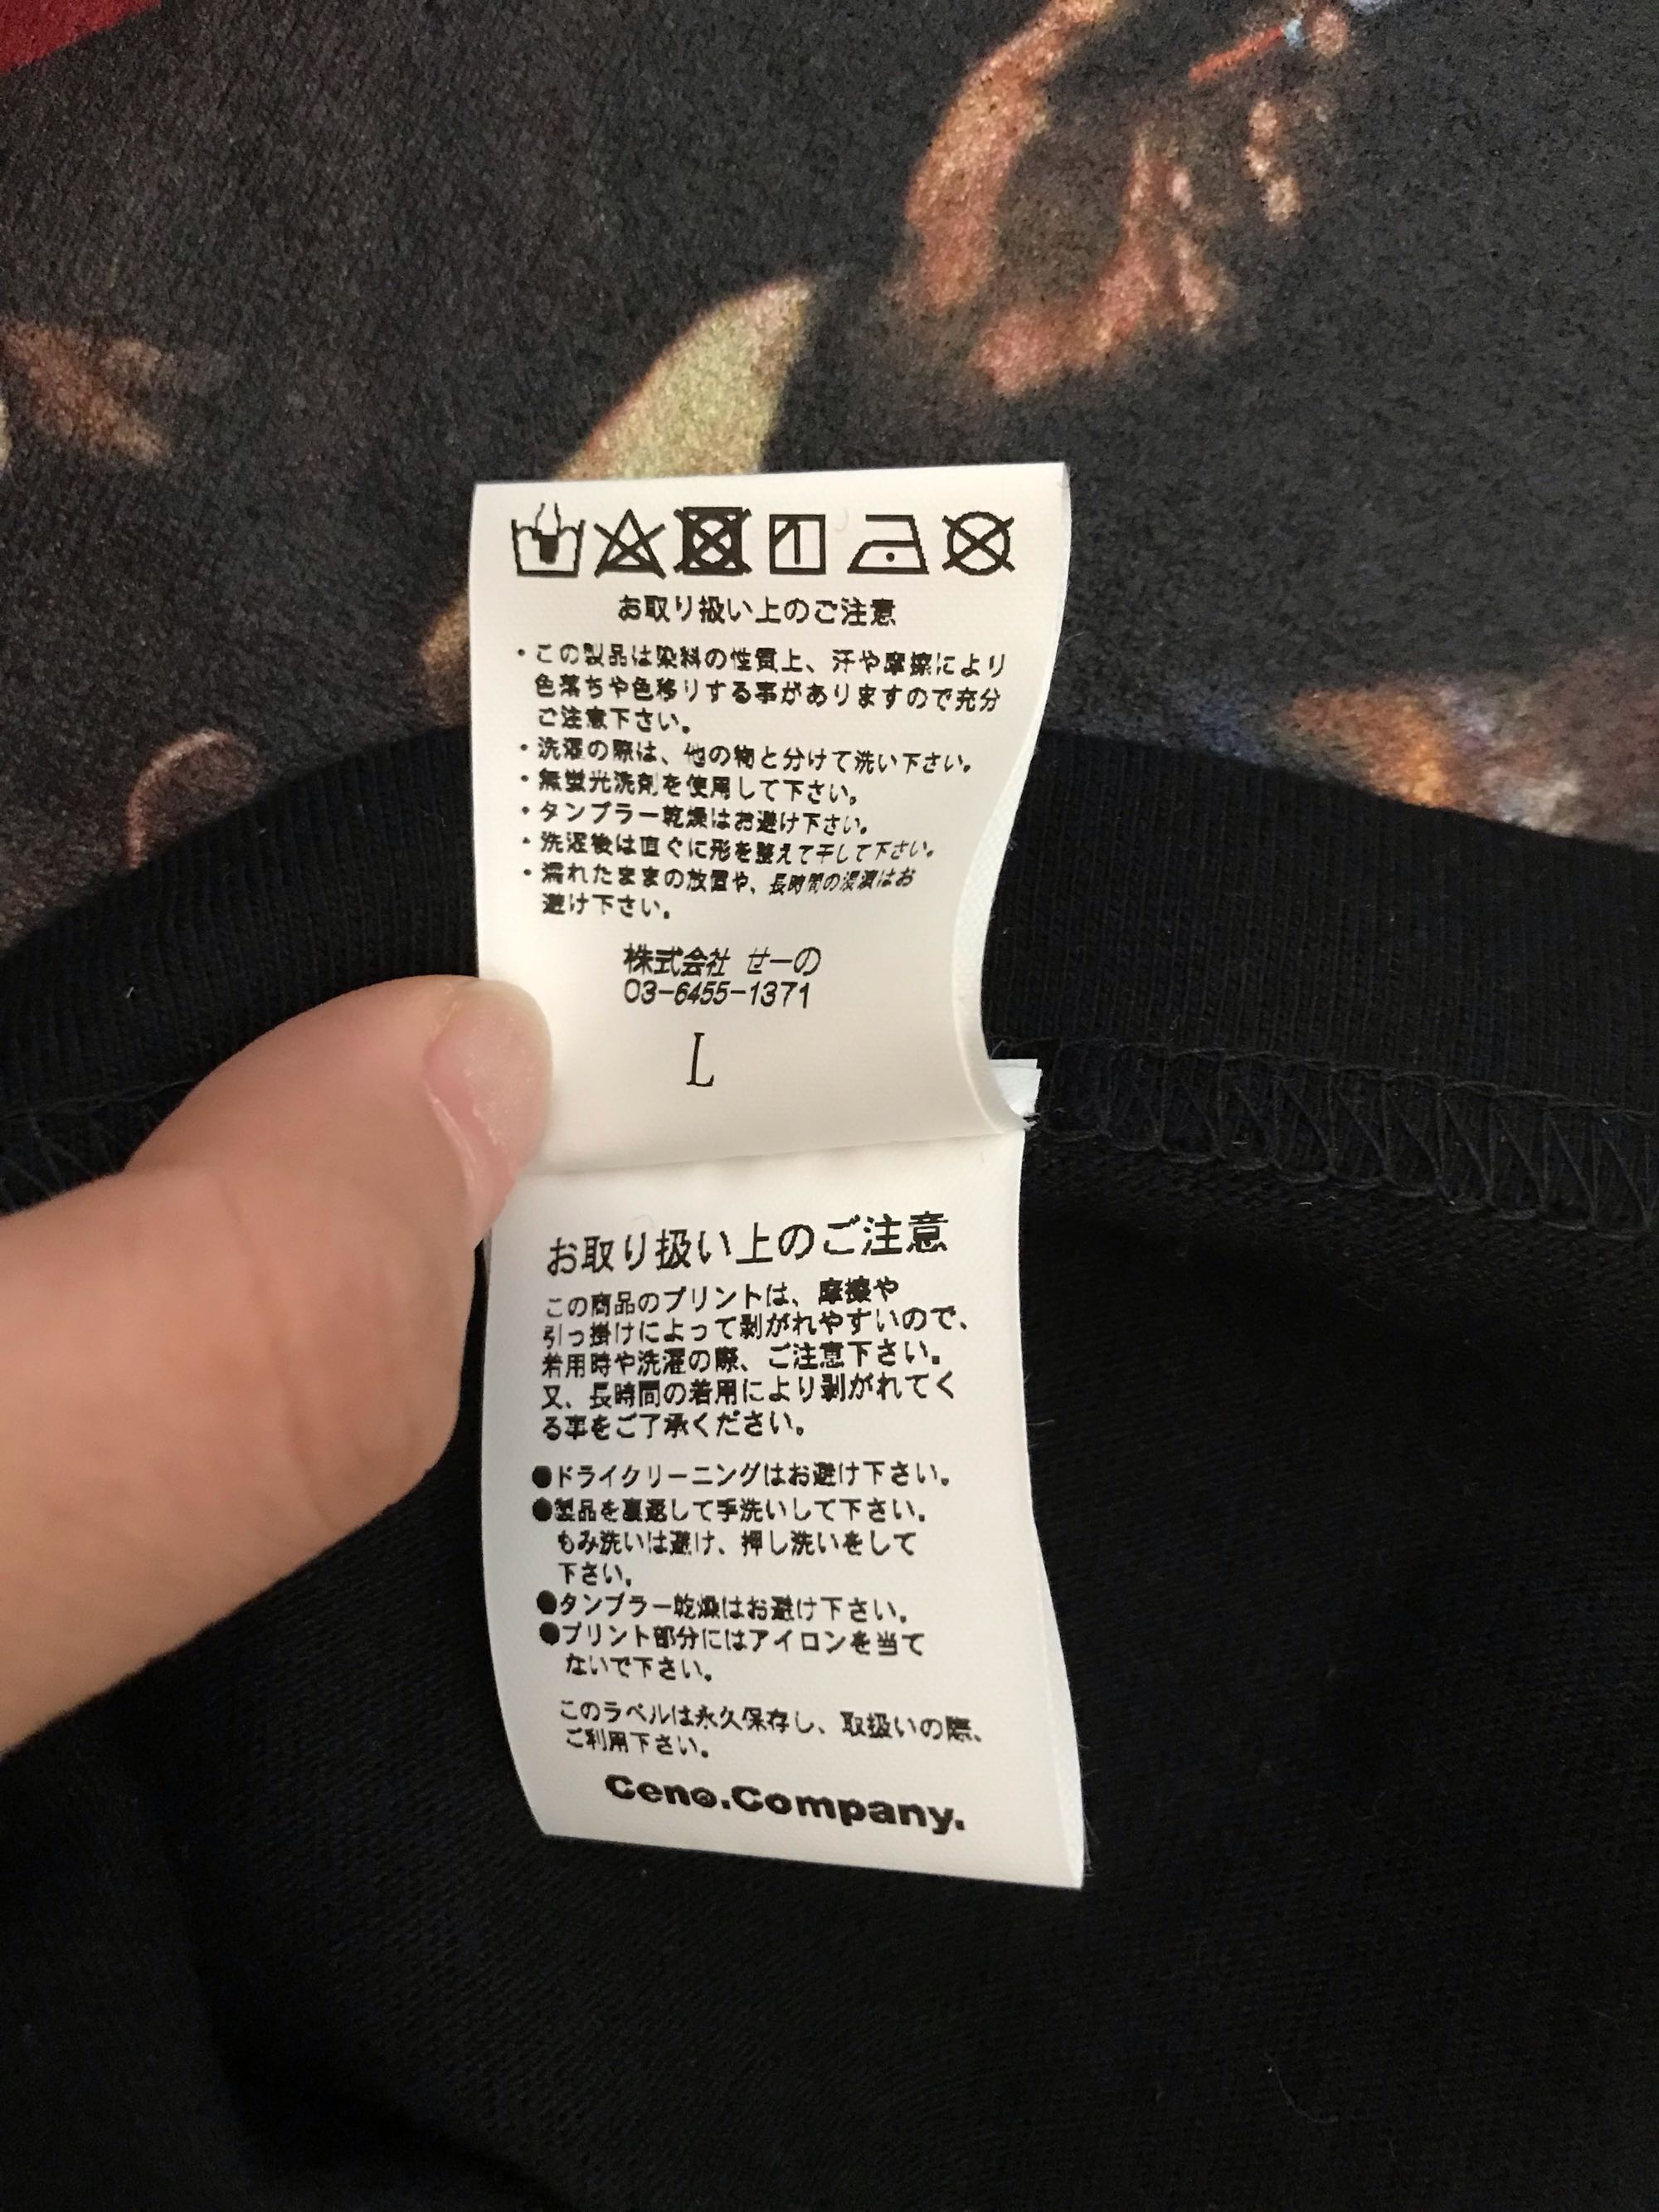 お取り扱い上のご注意
・この製品は染料の性質上、汗や摩擦により
色落ちや色移りする事がありますので充分
ご注意下さい。
・洗濯の際は、他の物と分けて洗い下さい。
・無蛍光洗剤を使用して下さい。
・タンブラー乾燥はお避け下さい。
・洗濯後は直ぐに形を整えて干して下さい。
・濡れたままの放置や、長時間の浸漬はお
避け下さい。
株式会社 せーの
03-6455-1371
L
お取り扱い上のご注意
この商品のプリントは、摩擦や
引っ掛けによって剥がれやすいので、
着用時や洗濯の際、ご注意下さい。
又、長時間の着用により剥がれてく
る事をご了承ください。
●ドライクリーニングはお避け下さい。
●製品を裏返して手洗いして下さい。
もみ洗いは避け、押し洗いをして
下さい。
●タンブラー乾燥はお避け下さい。
●プリント部分にはアイロンを当て
ないで下さい。
このラベルは永久保存し、取扱いの際、
ご利用下さい。
Ceno.Company.